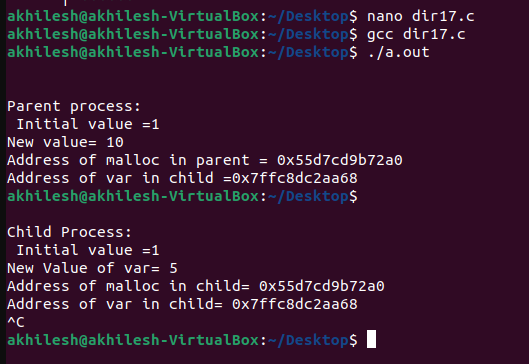 akhilesh@akhilesh-VirtualBox:~/Desktop$ nano dir17.c
akhilesh@akhilesh-VirtualBox:~/Desktop$ gcc dir17.c
akhilesh@akhilesh-VirtualBox:~/Desktop$ ./a.out
Parent process:
 Initial value =1
New value= 10
Address of malloc in parent = 0x55d7cd9b72a0
Address of var in child =0x7ffc8dc2aa68
akhilesh@akhilesh-VirtualBox:~/Desktop$
Child Process:
 Initial value =1
New Value of var= 5
Address of malloc in child= 0x55d7cd9b72a0
Address of var in child= 0x7ffc8dc2aa68
^C
akhilesh@akhilesh-VirtualBox:~/Desktop$